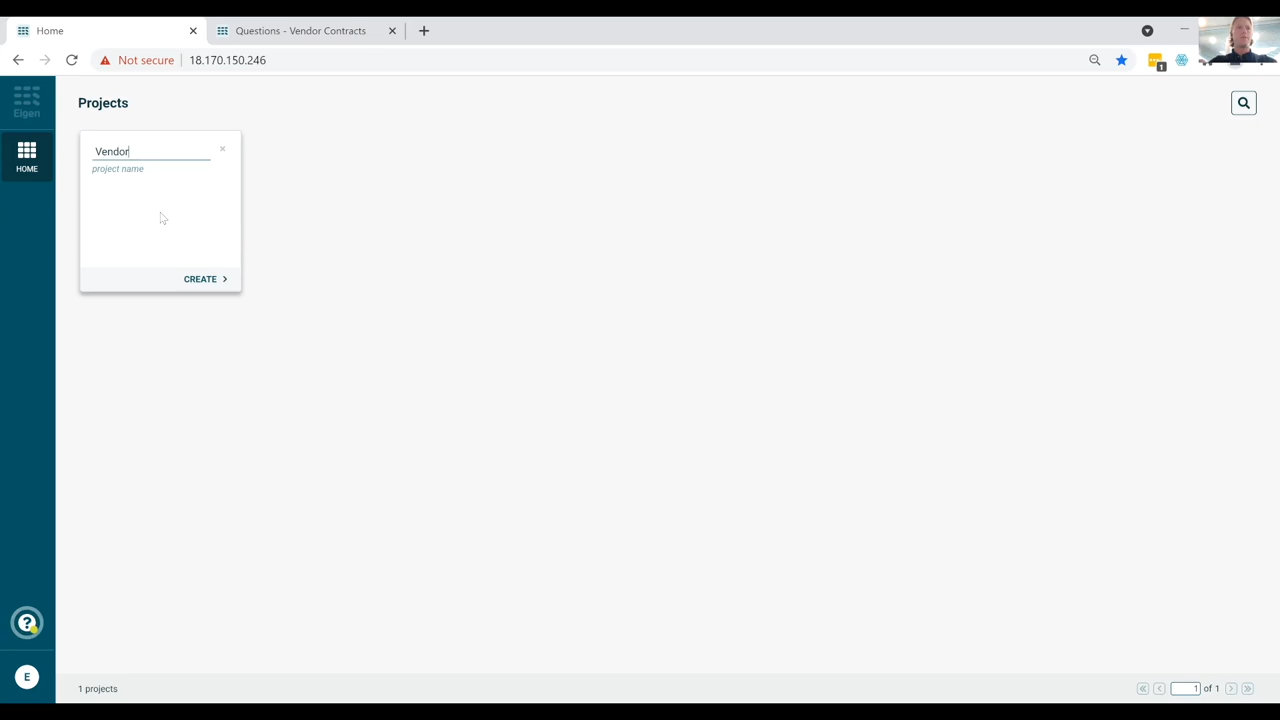 Home
Questions - Vendor Contracts
Not secure
18.170.150.246
1
Eigen
Projects
HOME
Vendor
project name
CREATE
E
1 projects
1 of 1